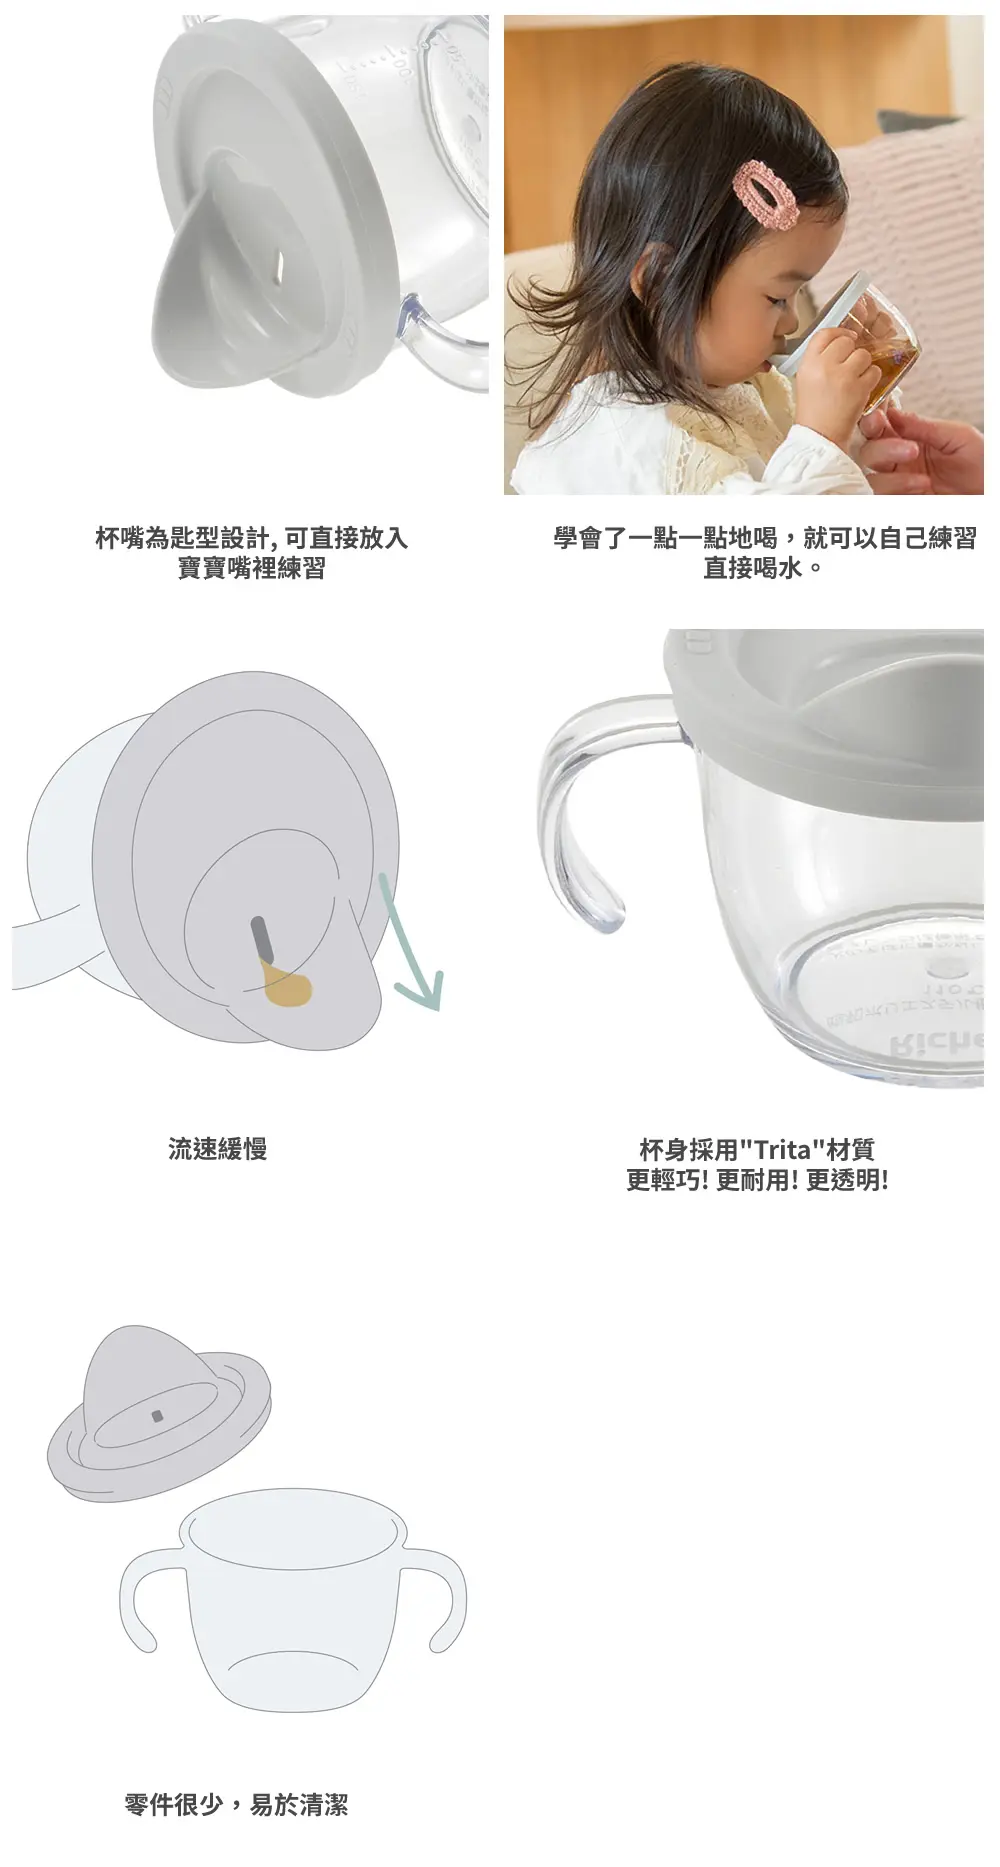 杯嘴為匙型設計, 可直接放入
寶寶嘴裡練習
學會了一點一點地喝，就可以自己練習
直接喝水。
流速緩慢
杯身採用"Trita"材質
更輕巧! 更耐用! 更透明!
零件很少，易於清潔